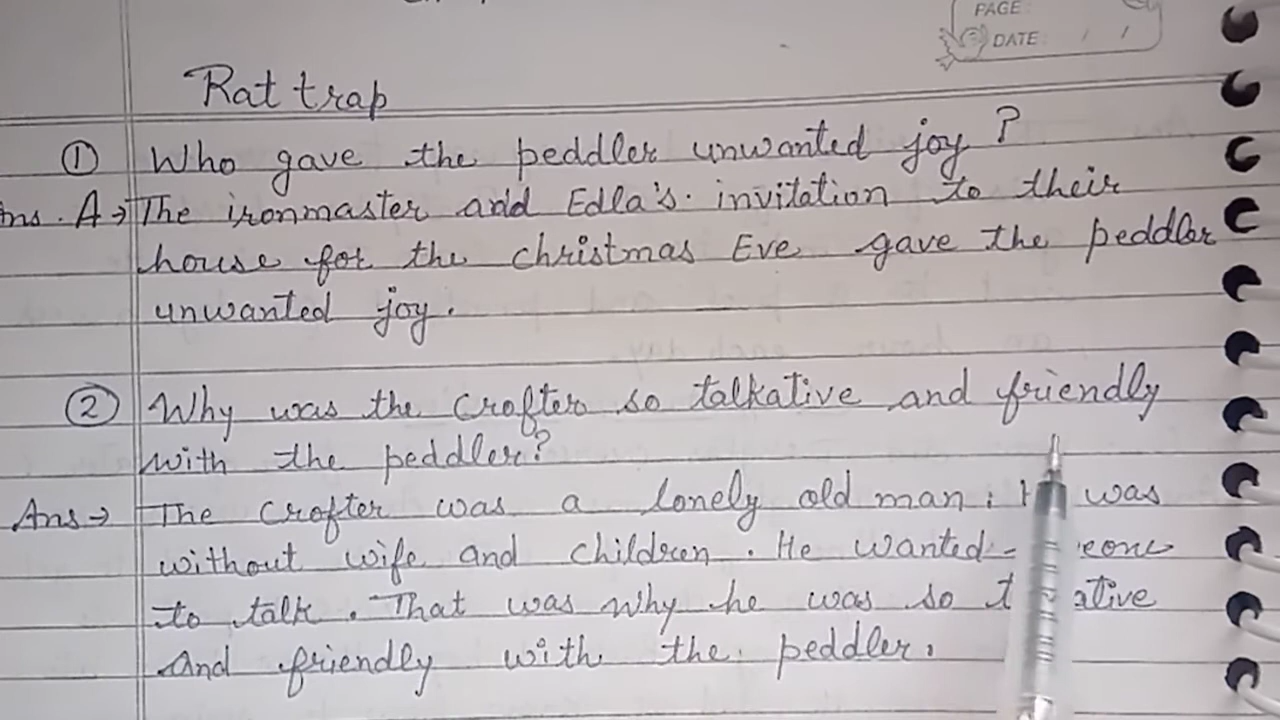 PAGE:
DATE: / /
Rat trap
① Who gave the peddler unwanted joy?
Ans. A→ The ironmaster and Edla's. invitation to their
house for the christmas Eve gave the peddler
unwanted joy.
② Why was the crofter so talkative and friendly
with the peddler?
Ans→ The crofter was a lonely old man. was
without wife and children. He wanted
to talk. That was why he was so
and friendly with the. peddler.